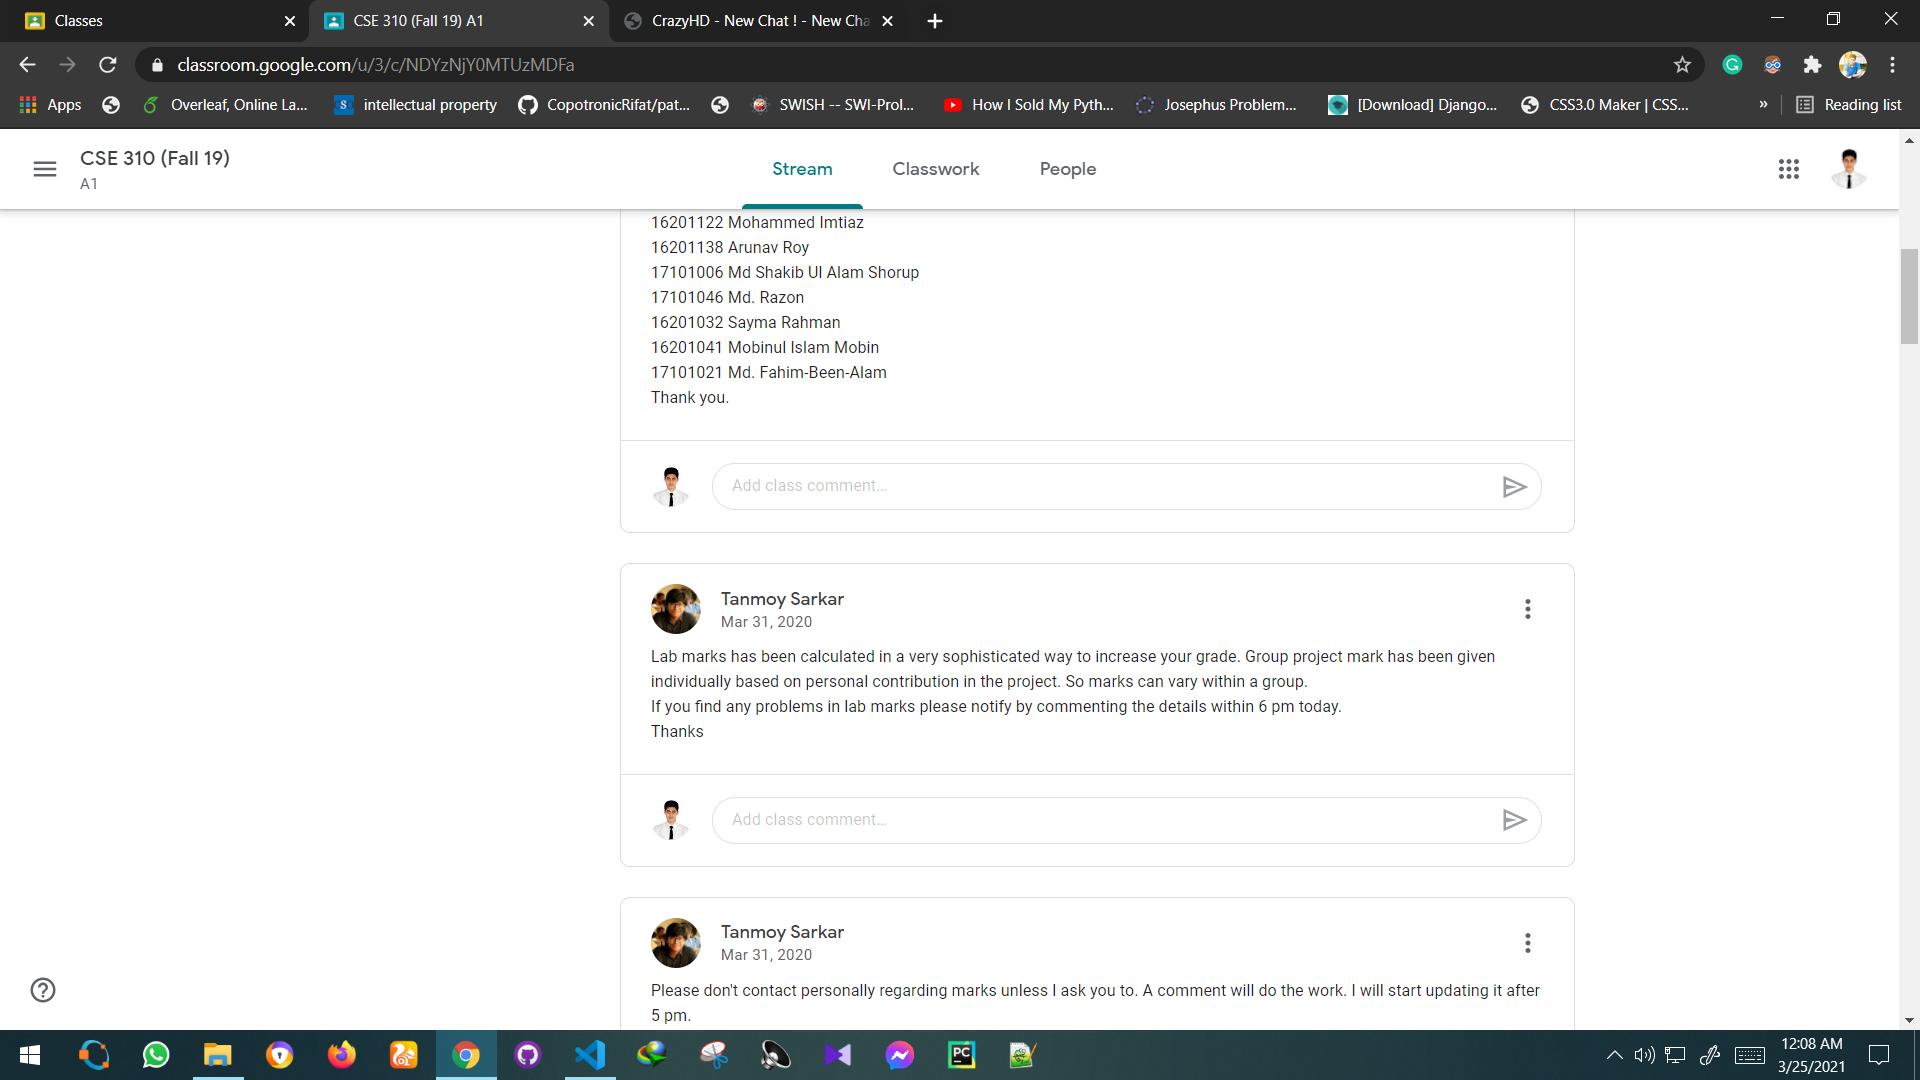 Classes
CSE 310 (Fall 19) A1
CrazyHD - New Chat ! - New Cha
classroom.google.com/u/3/c/NDYzNjY0MTUzMDFa
Apps
Overleaf, Online La...
intellectual property
CopotronicRifat/pat...
SWISH -- SWI-Prol...
How I Sold My Pyth...
Josephus Problem...
[Download] Django...
CSS3.0 Maker | CSS...
»
Reading list
CSE 310 (Fall 19)
A1
Stream
Classwork
People
16201122 Mohammed Imtiaz
16201138 Arunav Roy
17101006 Md Shakib Ul Alam Shorup
17101046 Md. Razon
16201032 Sayma Rahman
16201041 Mobinul Islam Mobin
17101021 Md. Fahim-Been-Alam
Thank you.
Add class comment...
Tanmoy Sarkar
Mar 31, 2020
Lab marks has been calculated in a very sophisticated way to increase your grade. Group project mark has been given
individually based on personal contribution in the project. So marks can vary within a group.
If you find any problems in lab marks please notify by commenting the details within 6 pm today.
Thanks
Add class comment...
Tanmoy Sarkar
Mar 31, 2020
Please don't contact personally regarding marks unless I ask you to. A comment will do the work. I will start updating it after
5 pm.
12:08 AM
3/25/2021